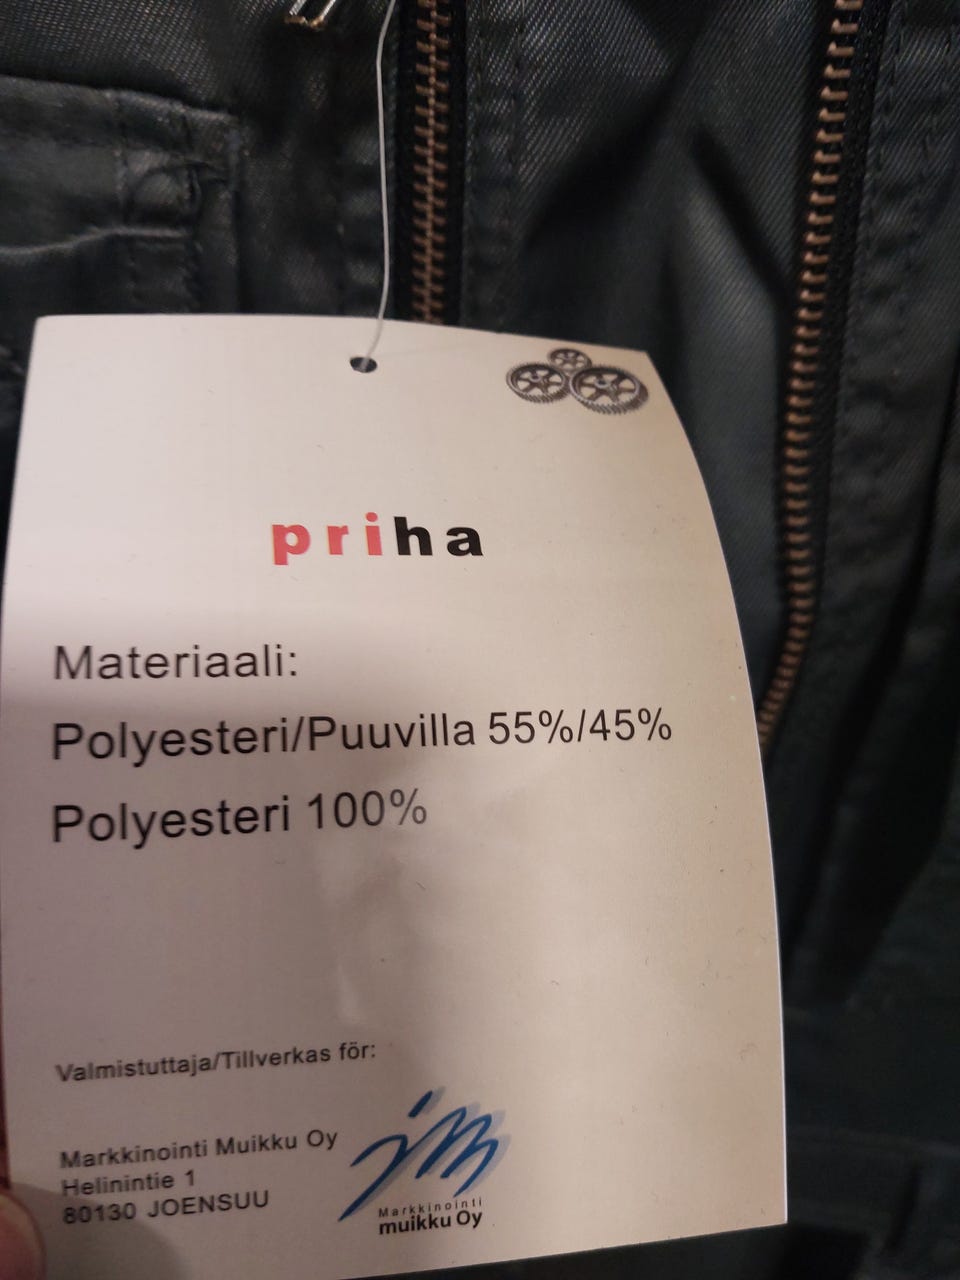 priha
Materiaali:
Polyesteri/Puuvilla 55%/45%
Polyesteri 100%
Valmistuttaja/Tillverkas för:
Markkinointi Muikku Oy
Helinintie 1
80130 JOENSUU
jm
Markkinointi
muikku Oy